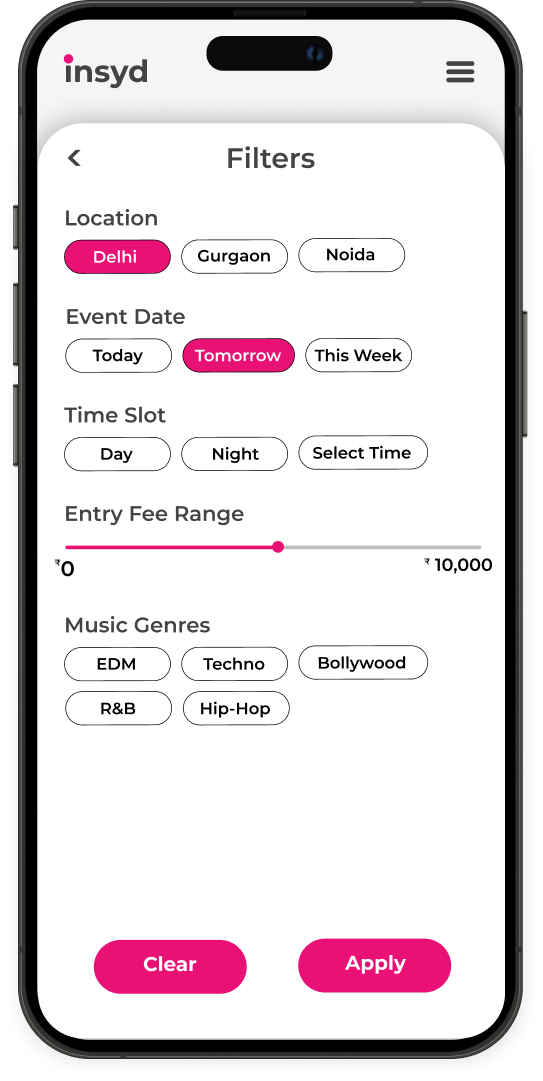 insyd
Filters
Location
Delhi Gurgaon Noida
Event Date
Today Tomorrow This Week
Time Slot
Day Night Select Time
Entry Fee Range
₹0 ₹ 10,000
Music Genres
EDM Techno Bollywood
R&B Hip-Hop
Clear Apply